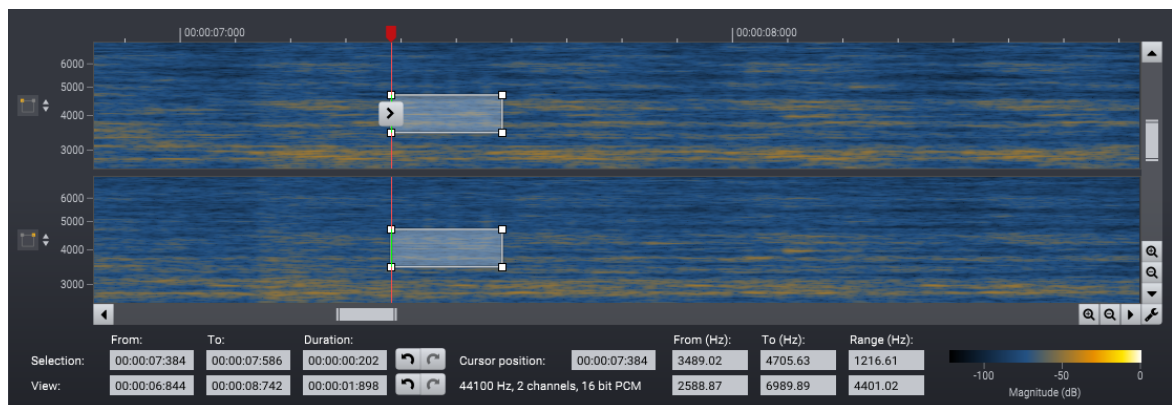 00:00:07:000 00:00:08:000
6000
5000
4000
3000
6000
5000
4000
3000
From: To: Duration: From (Hz): To (Hz): Range (Hz):
Selection: 00:00:07:384 00:00:07:586 00:00:00:202 Cursor position: 00:00:07:384 3489.02 4705.63 1216.61
View: 00:00:06:844 00:00:08:742 00:00:01:898 44100 Hz, 2 channels, 16 bit PCM 2588.87 6989.89 4401.02
-100 -50 0
Magnitude (dB)